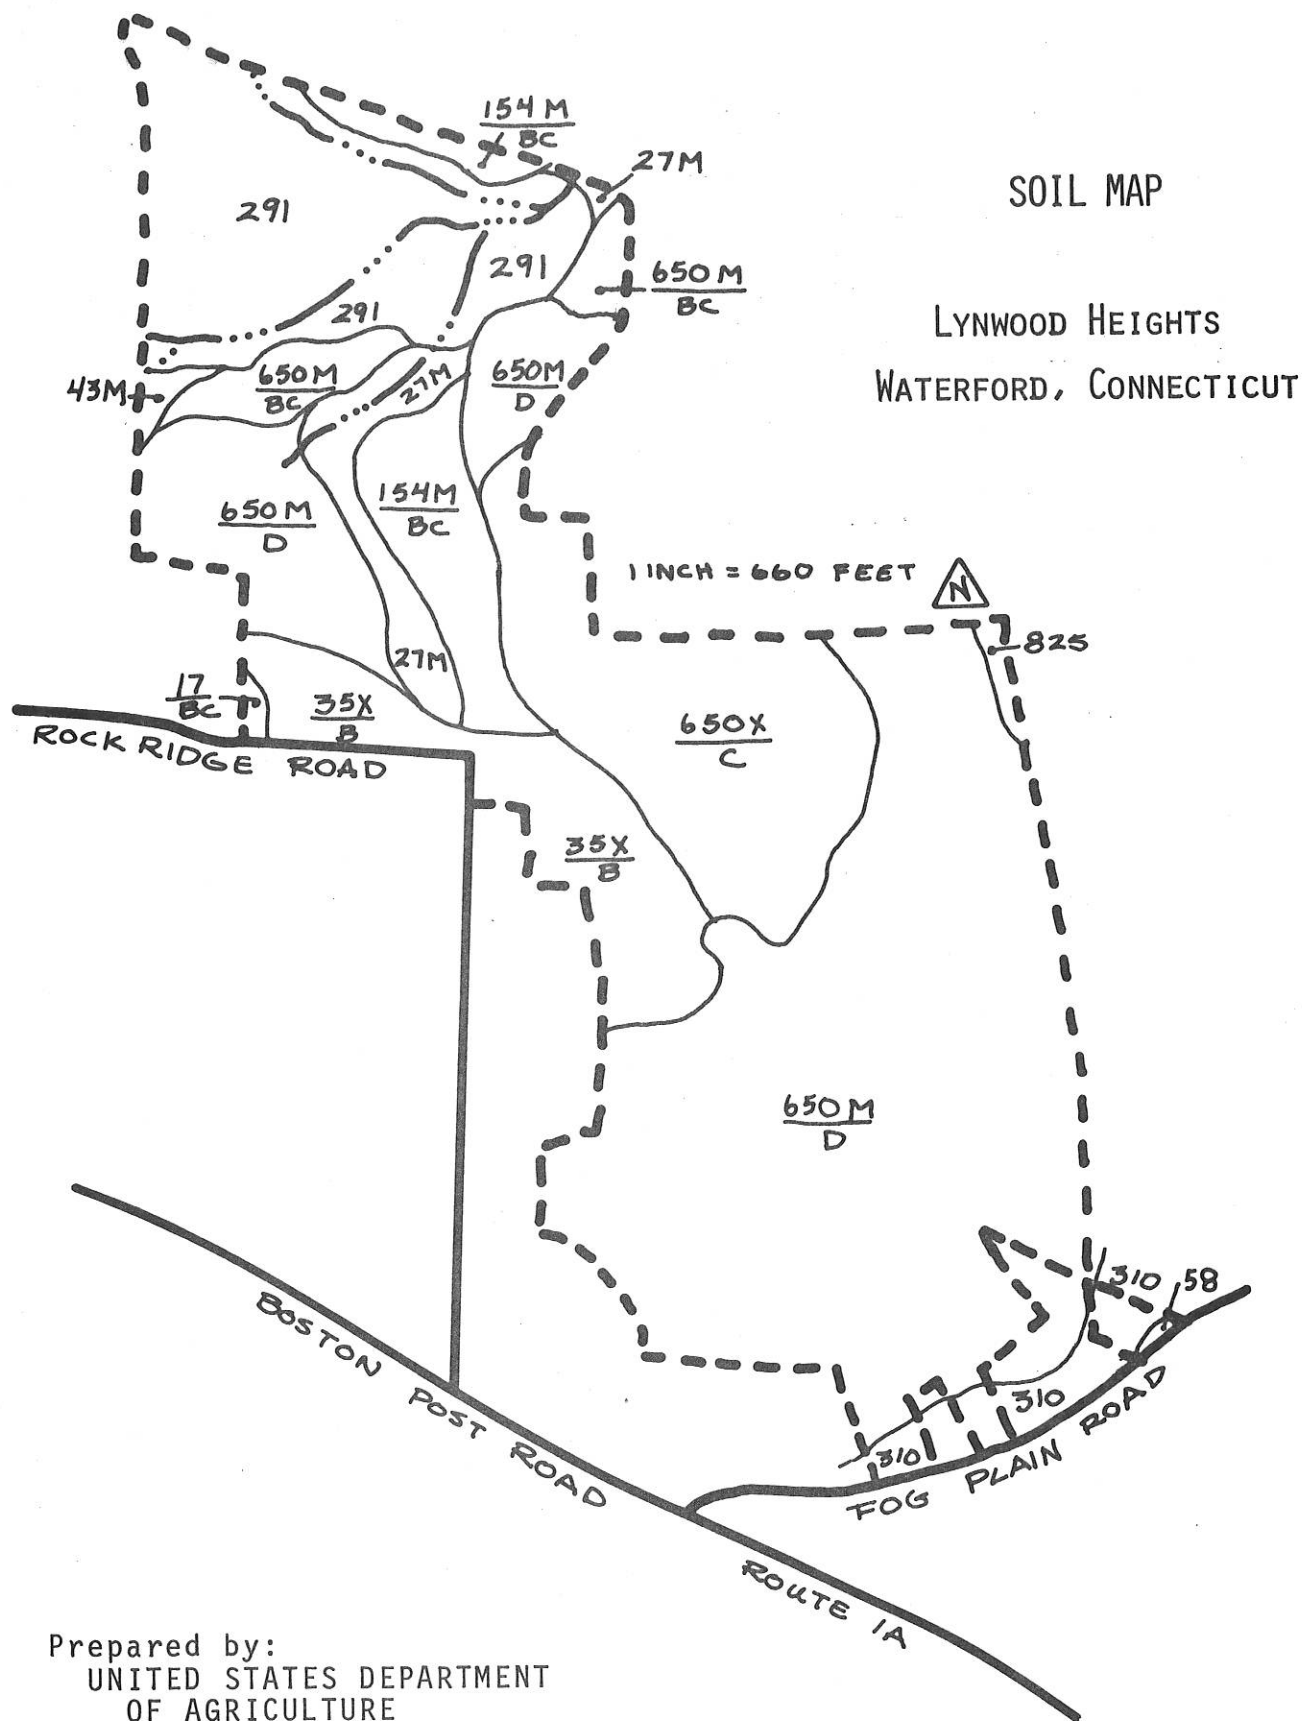 154M
BC
27M
SOIL MAP
291
291
650M
BC
291
LYNWOOD HEIGHTS
WATERFORD, CONNECTICUT
43M
650M
BC
27M
650M
D
650M
D
154M
BC
1 INCH = 660 FEET
N
825
27M
17
BC
35X
B
650X
C
ROCK RIDGE ROAD
35X
B
650M
D
310
58
310
310
BOSTON POST ROAD
FOG PLAIN ROAD
ROUTE 1A
Prepared by:
UNITED STATES DEPARTMENT
OF AGRICULTURE